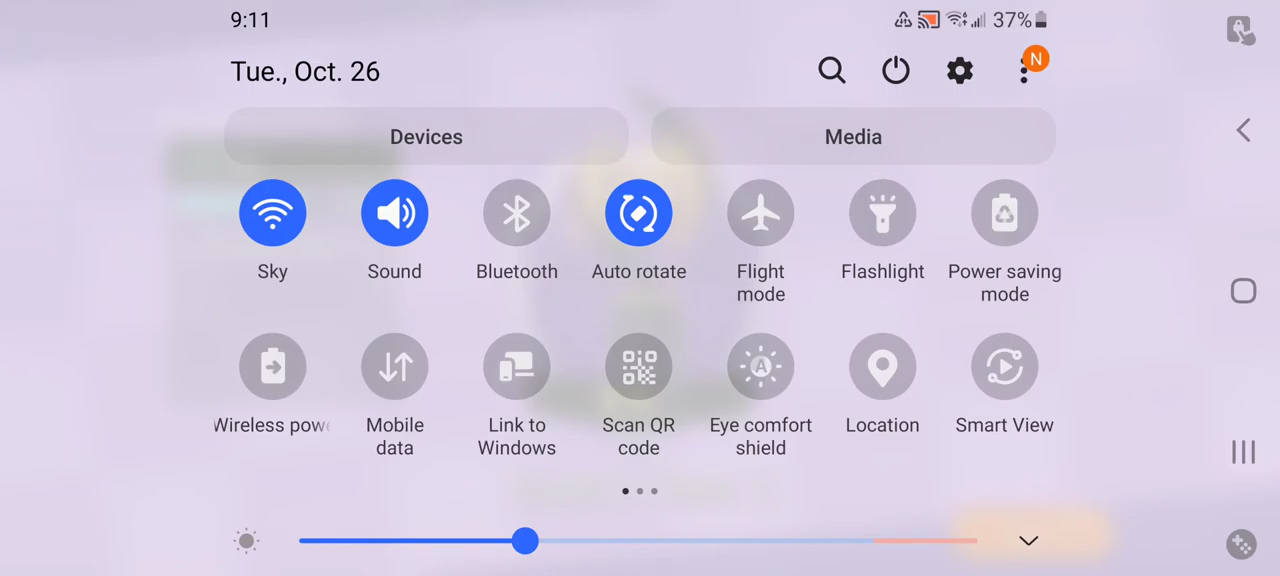 9:11
37%
Tue., Oct. 26
N
Devices
Media
Sky
Sound
Bluetooth
Auto rotate
Flight
mode
Flashlight
Power saving
mode
A
Wireless pow
Mobile
data
Link to
Windows
Scan QR
code
Eye comfort
shield
Location
Smart View